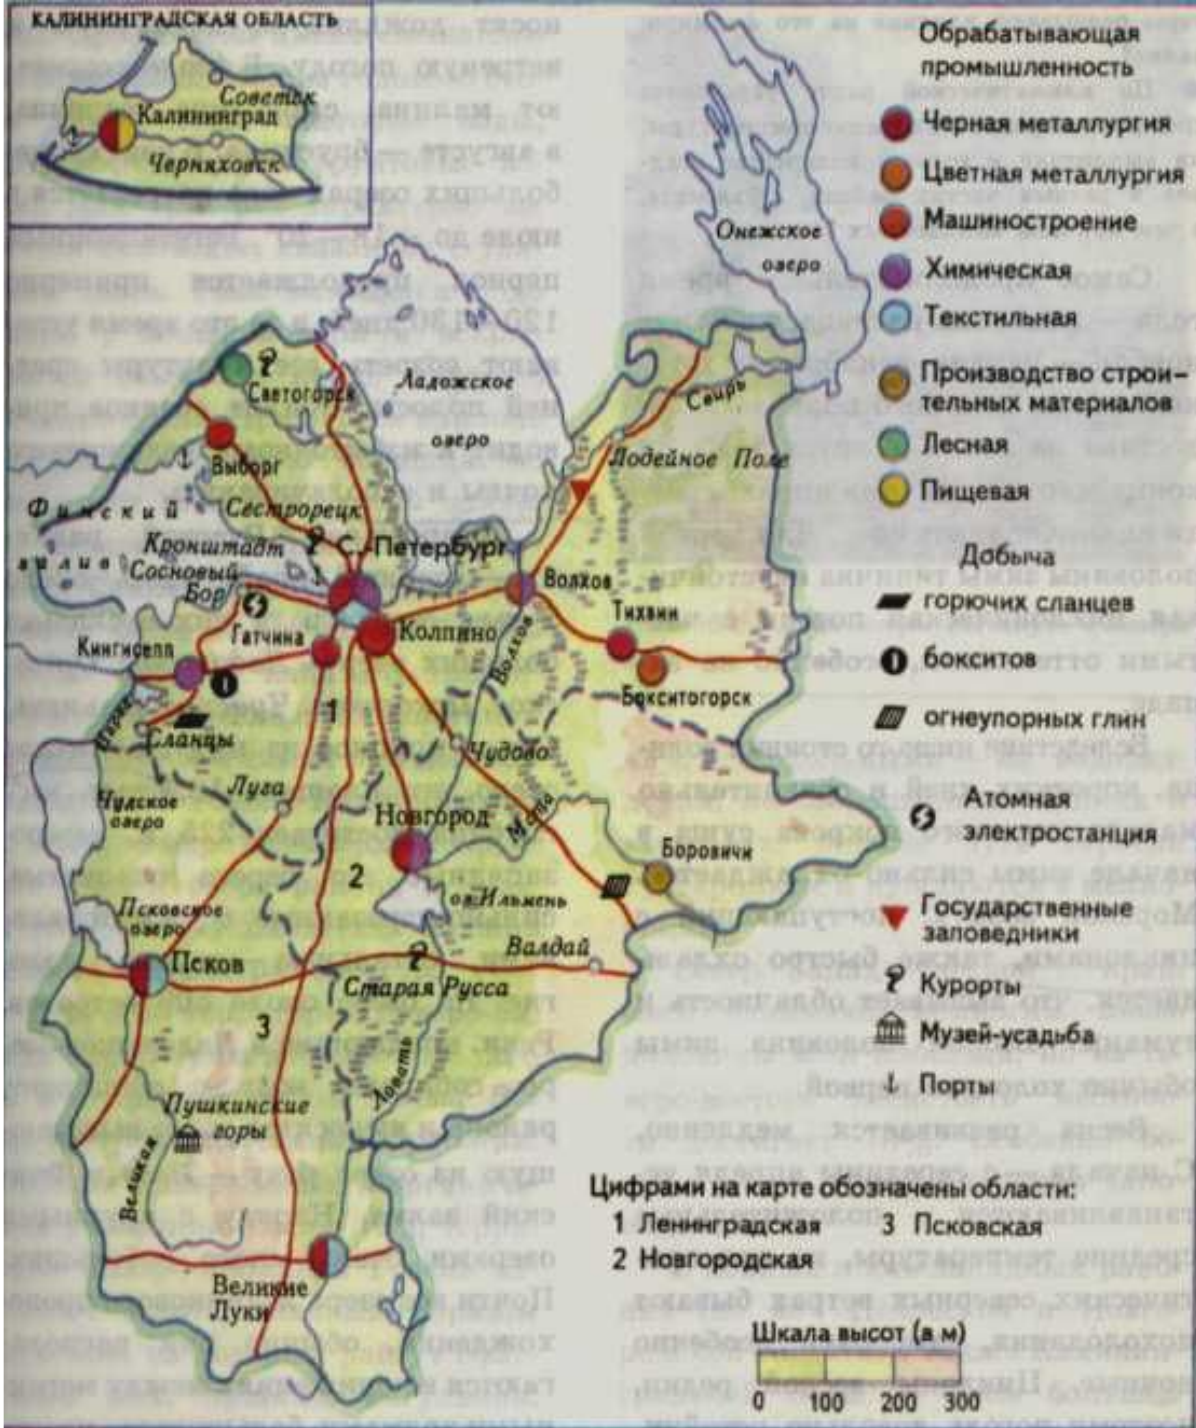 КАЛИНИНГРАДСКАЯ ОБЛАСТЬ
Советск
Калининград
Черняховск
Онежское
озеро
Ладожское
озеро
Свирь
Светогорск
Выборг
Лодейное Поле
Финский
залив
Сестрорецк
Кронштадт
С.-Петербург
Сосновый
Бор
Волхов
Тихвин
Кингисепп
Гатчина
Колпино
Волхов
Бокситогорск
Нарва
Сланцы
Чудово
Луга
Чудское
озеро
Новгород
Мста
Боровичи
2
оз.Ильмень
Псковское
озеро
Валдай
Псков
Старая Русса
3
Ловать
Пушкинские
горы
Великая
Великие
Луки
Обрабатывающая
промышленность
Черная металлургия
Цветная металлургия
Машиностроение
Химическая
Текстильная
Производство строи-
тельных материалов
Лесная
Пищевая
Добыча
горючих сланцев
бокситов
огнеупорных глин
Атомная
электростанция
Государственные
заповедники
Курорты
Музей-усадьба
Порты
Цифрами на карте обозначены области:
1 Ленинградская 3 Псковская
2 Новгородская
Шкала высот (в м)
0 100 200 300